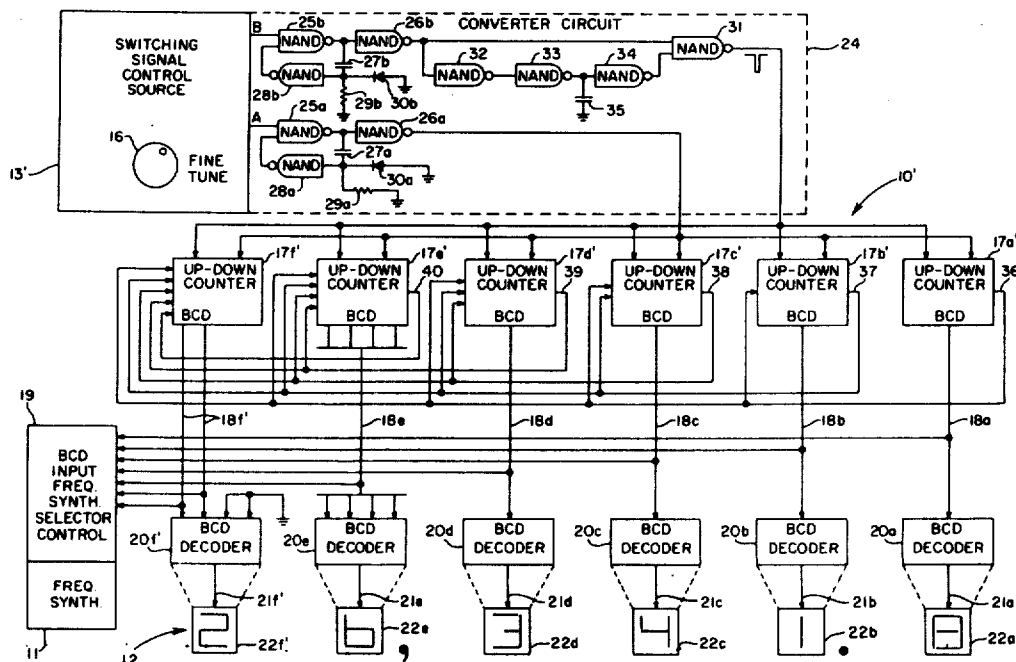 SWITCHING
SIGNAL
CONTROL
SOURCE
16
FINE
TUNE
13'
B
A
25b
26b
CONVERTER CIRCUIT
31
24
NAND
NAND
NAND
32
33
34
NAND
NAND
NAND
27b
28b
NAND
29b
30b
35
25a
26a
NAND
NAND
27a
28a
NAND
30a
29a
10'
17f'
17e'
17d'
17c'
17b'
17a'
UP-DOWN
COUNTER
BCD
UP-DOWN
COUNTER
BCD
40
UP-DOWN
COUNTER
BCD
39
UP-DOWN
COUNTER
BCD
38
UP-DOWN
COUNTER
BCD
37
UP-DOWN
COUNTER
BCD
36
19
18f'
18e
18d
18c
18b
18a
BCD
INPUT
FREQ.
SYNTH.
SELECTOR
CONTROL
FREQ.
SYNTH.
11
20f'
BCD
DECODER
20e
BCD
DECODER
20d
BCD
DECODER
20c
BCD
DECODER
20b
BCD
DECODER
20a
BCD
DECODER
21f'
21e
21d
21c
21b
21a
12
2
22f'
6
22e
,
3
22d
4
22c
1
22b
.
8
22a